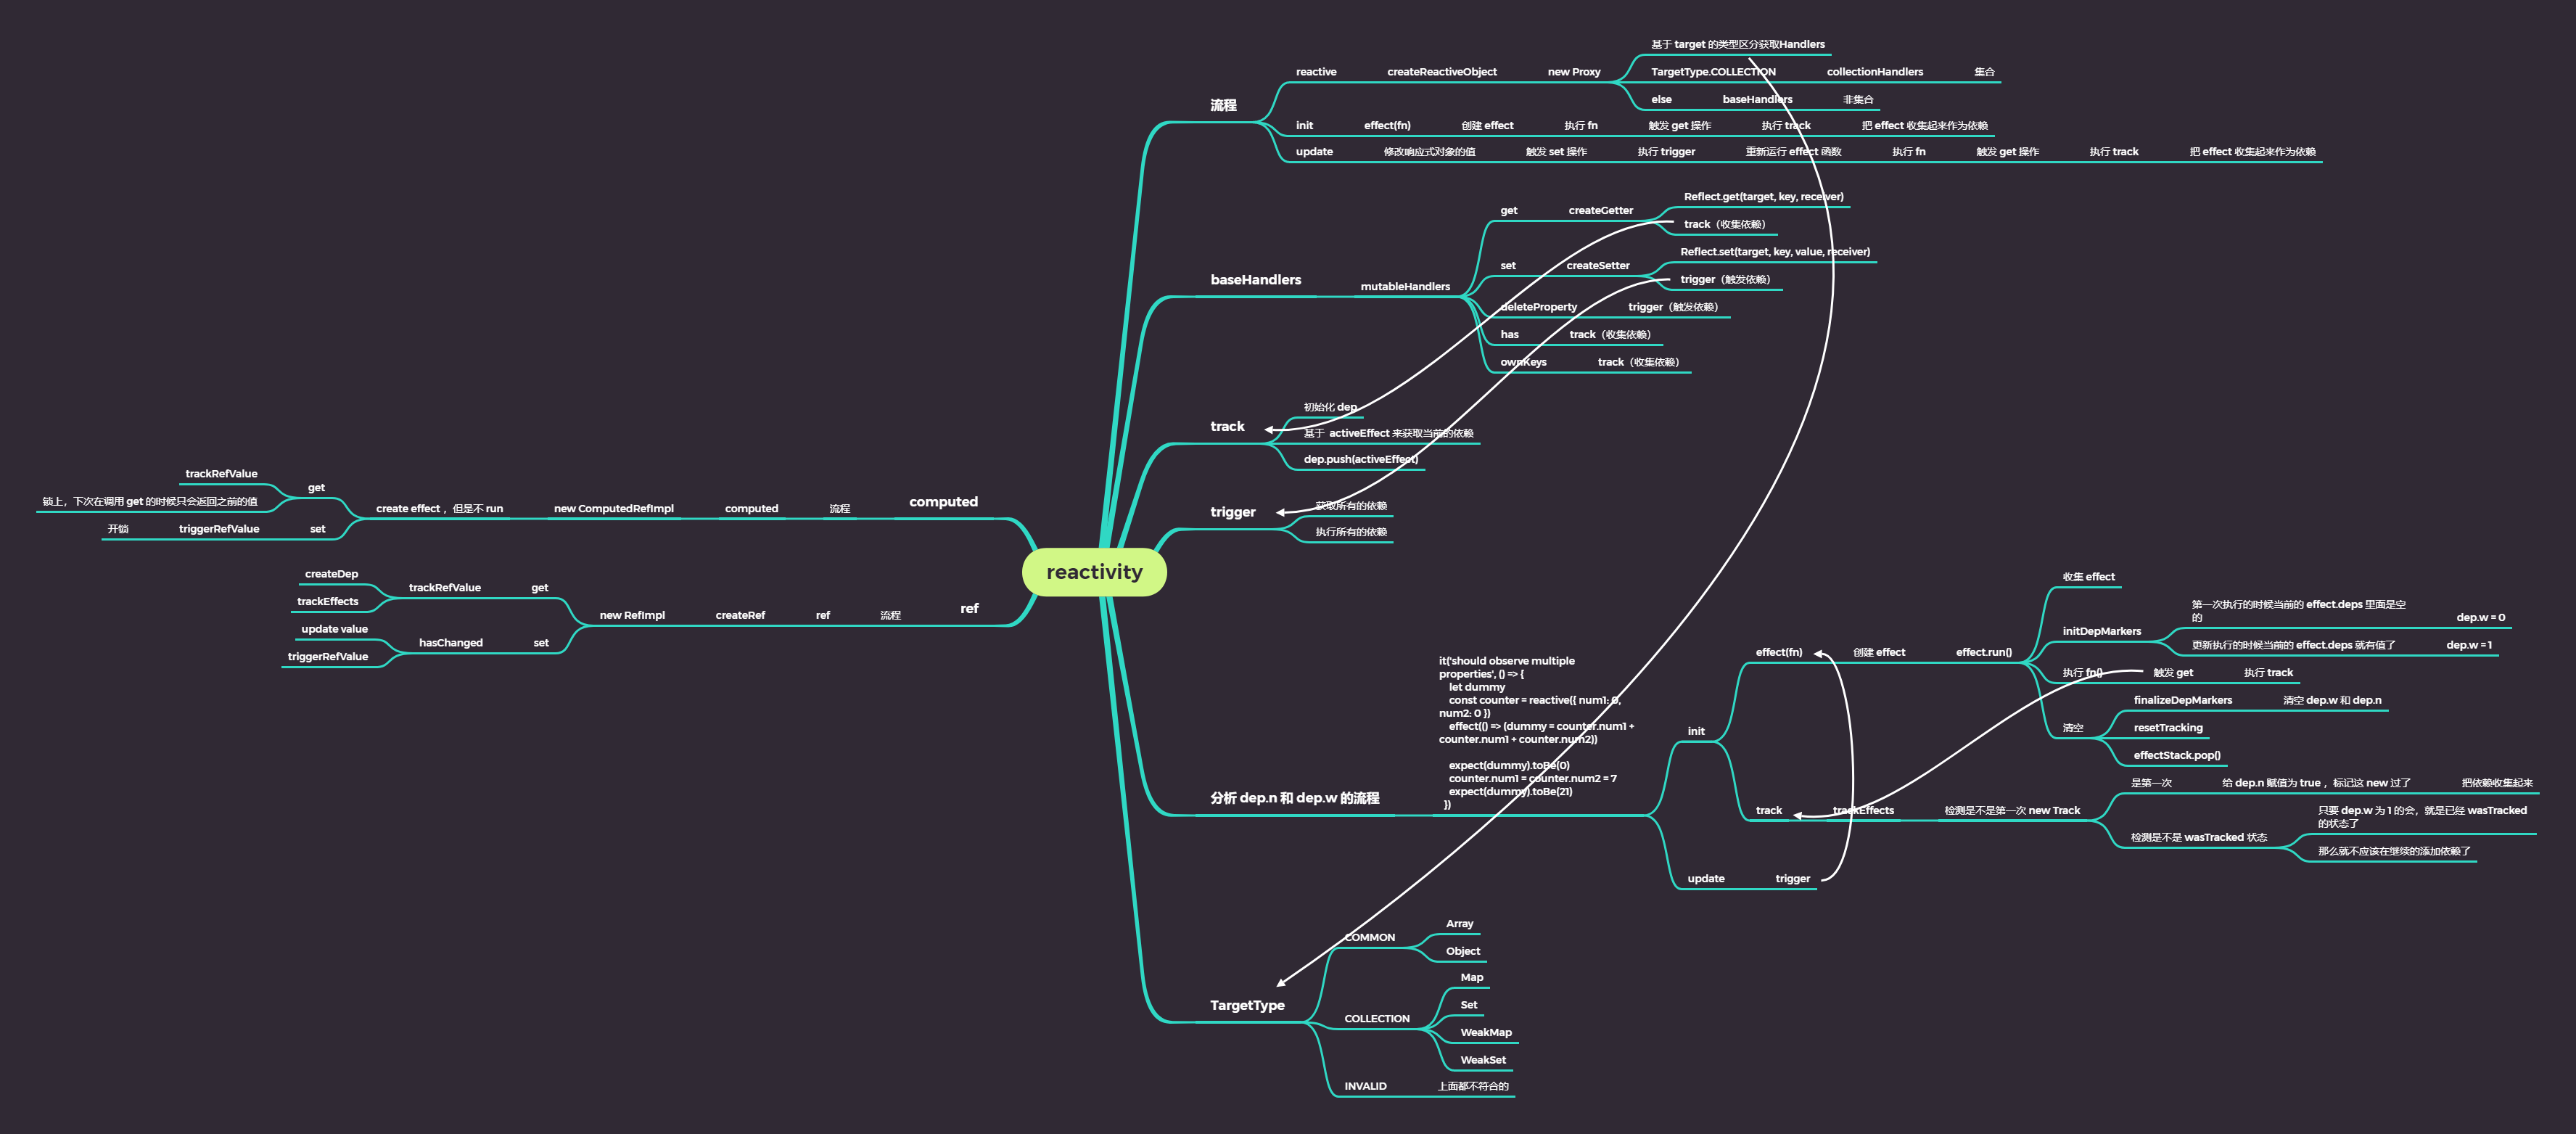 reactivity
流程
reactive
createReactiveObject
new Proxy
基于 target 的类型区分获取Handlers
TargetType.COLLECTION
collectionHandlers
集合
else
baseHandlers
非集合
init
effect(fn)
创建 effect
执行 fn
触发 get 操作
执行 track
把 effect 收集起来作为依赖
update
修改响应式对象的值
触发 set 操作
执行 trigger
重新运行 effect 函数
执行 fn
触发 get 操作
执行 track
把 effect 收集起来作为依赖
baseHandlers
mutableHandlers
get
createGetter
Reflect.get(target, key, receiver)
track（收集依赖）
set
createSetter
Reflect.set(target, key, value, receiver)
trigger（触发依赖）
deleteProperty
trigger（触发依赖）
has
track（收集依赖）
ownKeys
track（收集依赖）
track
初始化 dep
基于 activeEffect 来获取当前的依赖
dep.push(activeEffect)
trigger
获取所有的依赖
执行所有的依赖
分析 dep.n 和 dep.w 的流程
it('should observe multiple
properties', () => {
let dummy
const counter = reactive({ num1: 0,
num2: 0 })
effect(() => (dummy = counter.num1 +
counter.num1 + counter.num2))
expect(dummy).toBe(0)
counter.num1 = counter.num2 = 7
expect(dummy).toBe(21)
})
init
effect(fn)
创建 effect
effect.run()
收集 effect
initDepMarkers
第一次执行的时候当前的 effect.deps 里面是空
的
dep.w = 0
更新执行的时候当前的 effect.deps 就有值了
dep.w = 1
执行 fn()
触发 get
执行 track
清空
finalizeDepMarkers
清空 dep.w 和 dep.n
resetTracking
effectStack.pop()
track
trackEffects
检测是不是第一次 new Track
是第一次
给 dep.n 赋值为 true ，标记这 new 过了
把依赖收集起来
检测是不是 wasTracked 状态
只要 dep.w 为 1 的会，就是已经 wasTracked
的状态了
那么就不应该在继续的添加依赖了
update
trigger
TargetType
COMMON
Array
Object
COLLECTION
Map
Set
WeakMap
WeakSet
INVALID
上面都不符合的
computed
流程
computed
new ComputedRefImpl
create effect ，但是不 run
get
trackRefValue
锁上，下次在调用 get 的时候只会返回之前的值
set
triggerRefValue
开锁
ref
流程
ref
createRef
new RefImpl
get
trackRefValue
createDep
trackEffects
set
hasChanged
update value
triggerRefValue